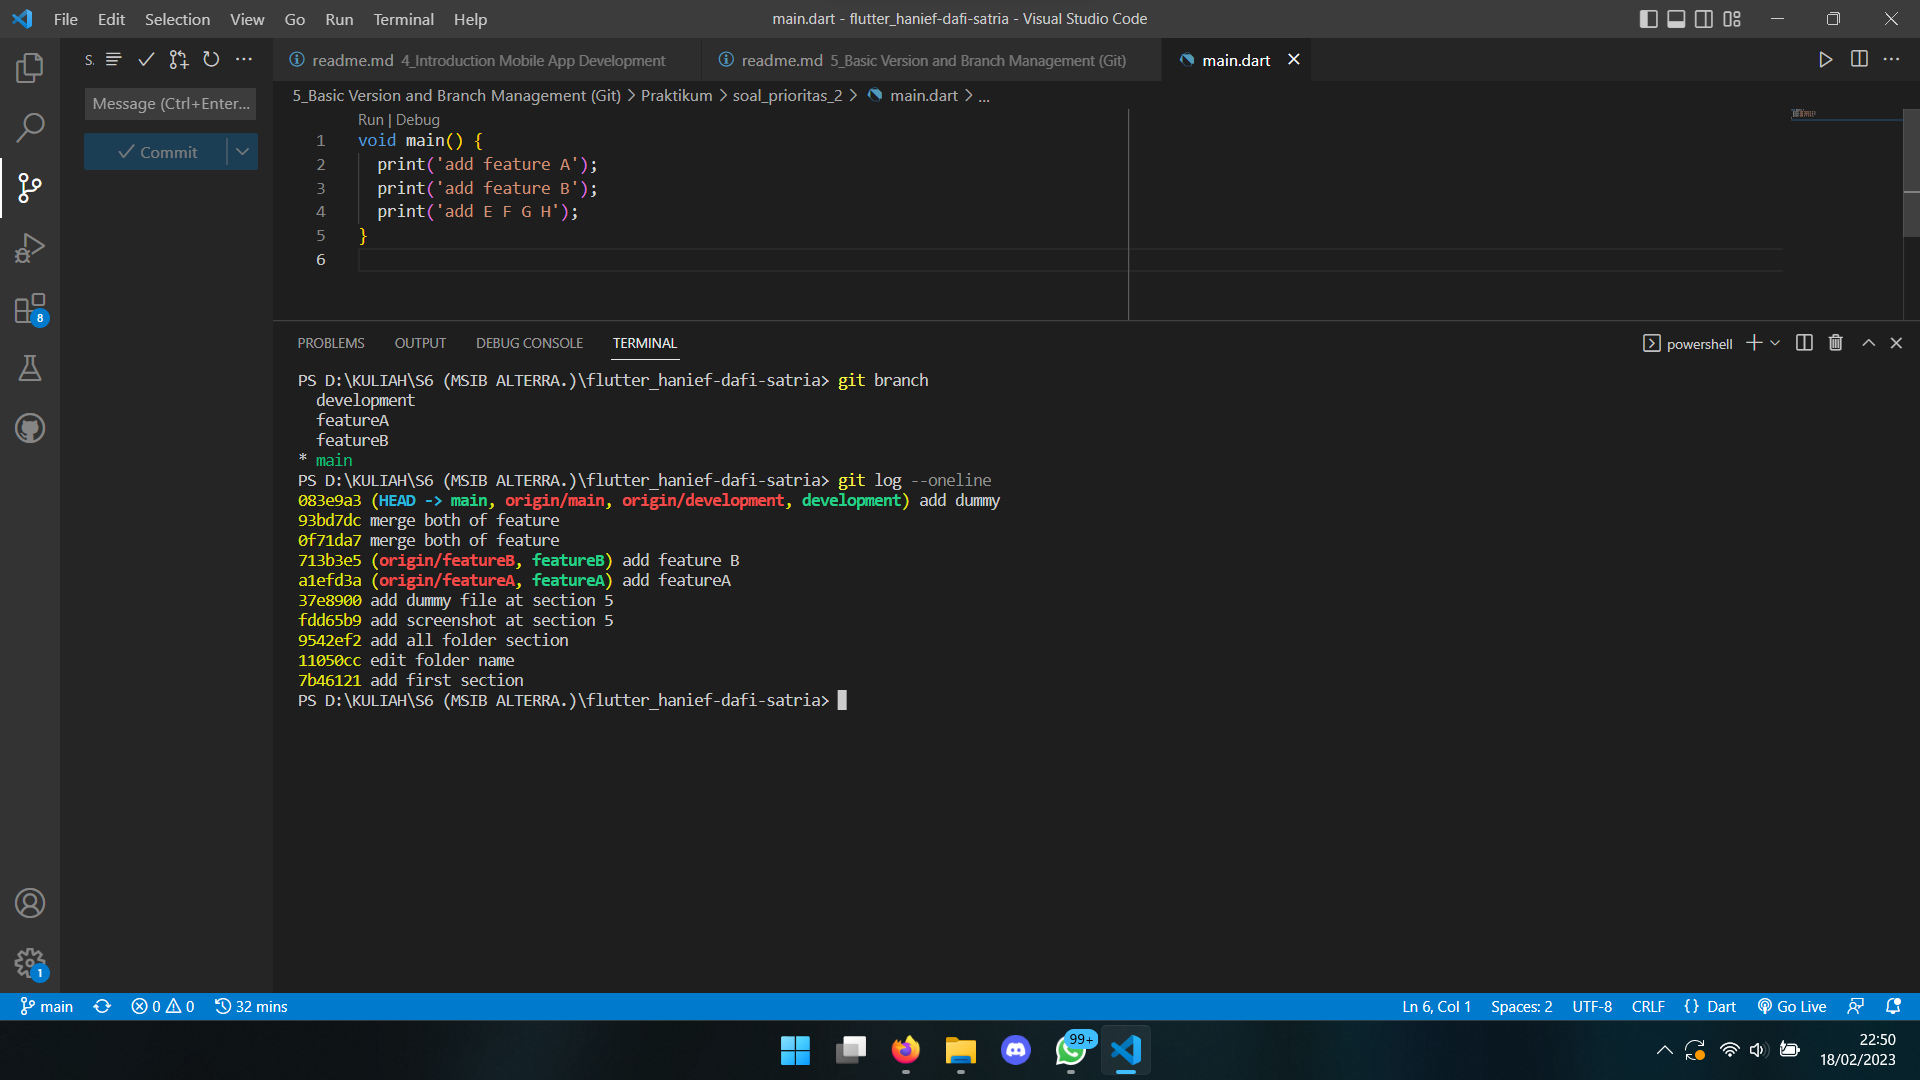 File Edit Selection View Go Run Terminal Help
main.dart - flutter_hanief-dafi-satria - Visual Studio Code
S.
readme.md 4_Introduction Mobile App Development
readme.md 5_Basic Version and Branch Management (Git)
main.dart
Message (Ctrl+Enter...
Commit
5_Basic Version and Branch Management (Git) > Praktikum > soal_prioritas_2 > main.dart > ...
Run | Debug
1 void main() {
2 print('add feature A');
3 print('add feature B');
4 print('add E F G H');
5 }
6
8
PROBLEMS OUTPUT DEBUG CONSOLE TERMINAL
powershell
PS D:\KULIAH\S6 (MSIB ALTERRA.)\flutter_hanief-dafi-satria> git branch
development
featureA
featureB
* main
PS D:\KULIAH\S6 (MSIB ALTERRA.)\flutter_hanief-dafi-satria> git log --oneline
083e9a3 (HEAD -> main, origin/main, origin/development, development) add dummy
93bd7dc merge both of feature
0f71da7 merge both of feature
713b3e5 (origin/featureB, featureB) add feature B
a1efd3a (origin/featureA, featureA) add featureA
37e8900 add dummy file at section 5
fdd65b9 add screenshot at section 5
9542ef2 add all folder section
11050cc edit folder name
7b46121 add first section
PS D:\KULIAH\S6 (MSIB ALTERRA.)\flutter_hanief-dafi-satria>
1
main 0 0 32 mins
Ln 6, Col 1 Spaces: 2 UTF-8 CRLF {} Dart Go Live
99+
22:50
18/02/2023